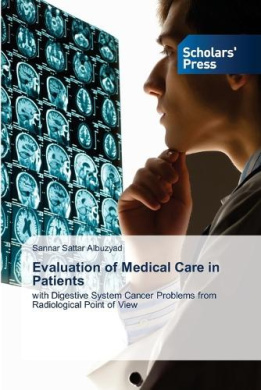 Scholars'
Press
Sannar Sattar Albuzyad
Evaluation of Medical Care in
Patients
with Digestive System Cancer Problems from
Radiological Point of View